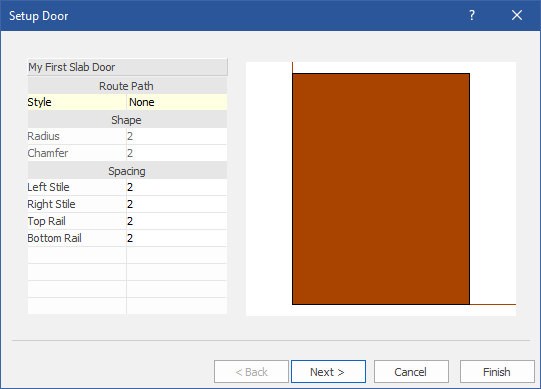 Setup Door ?
My First Slab Door
Route Path
Style None
Shape
Radius 2
Chamfer 2
Spacing
Left Stile 2
Right Stile 2
Top Rail 2
Bottom Rail 2
< Back Next > Cancel Finish